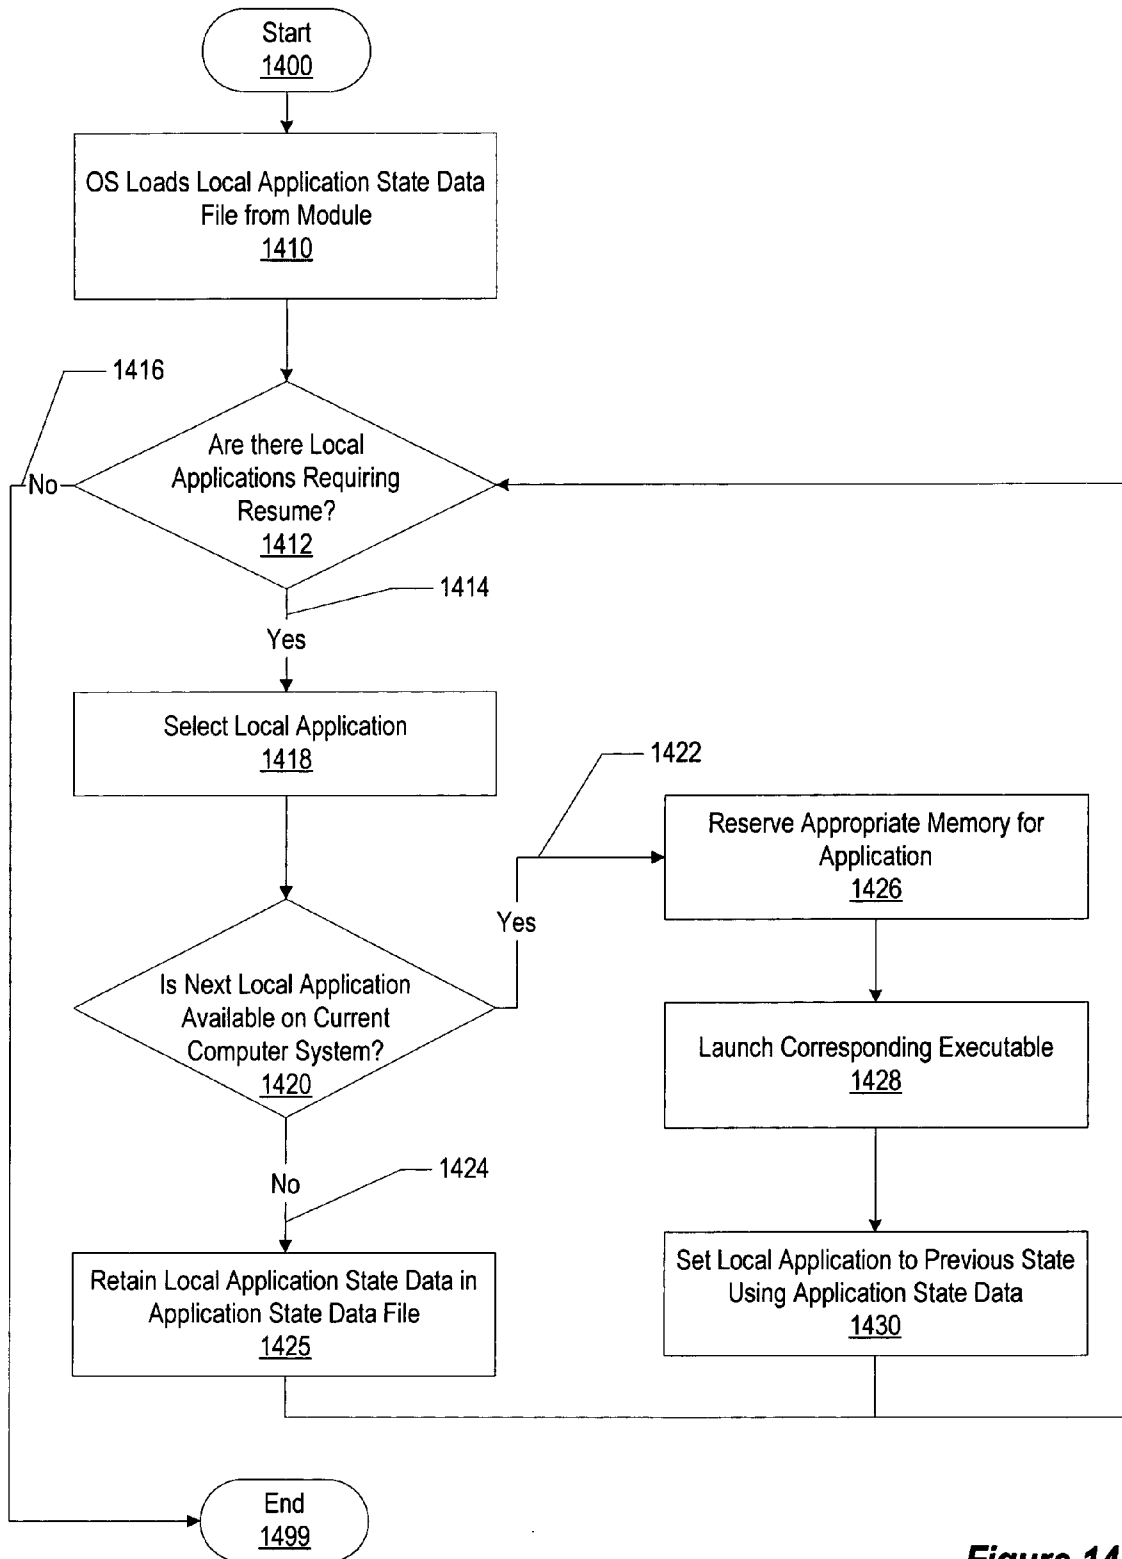 Start
1400
OS Loads Local Application State Data
File from Module
1410
1416
Are there Local
Applications Requiring
Resume?
1412
No
1414
Yes
Select Local Application
1418
1422
Reserve Appropriate Memory for
Application
1426
Yes
Is Next Local Application
Available on Current
Computer System?
1420
Launch Corresponding Executable
1428
1424
No
Retain Local Application State Data in
Application State Data File
1425
Set Local Application to Previous State
Using Application State Data
1430
End
1499
Figure 14